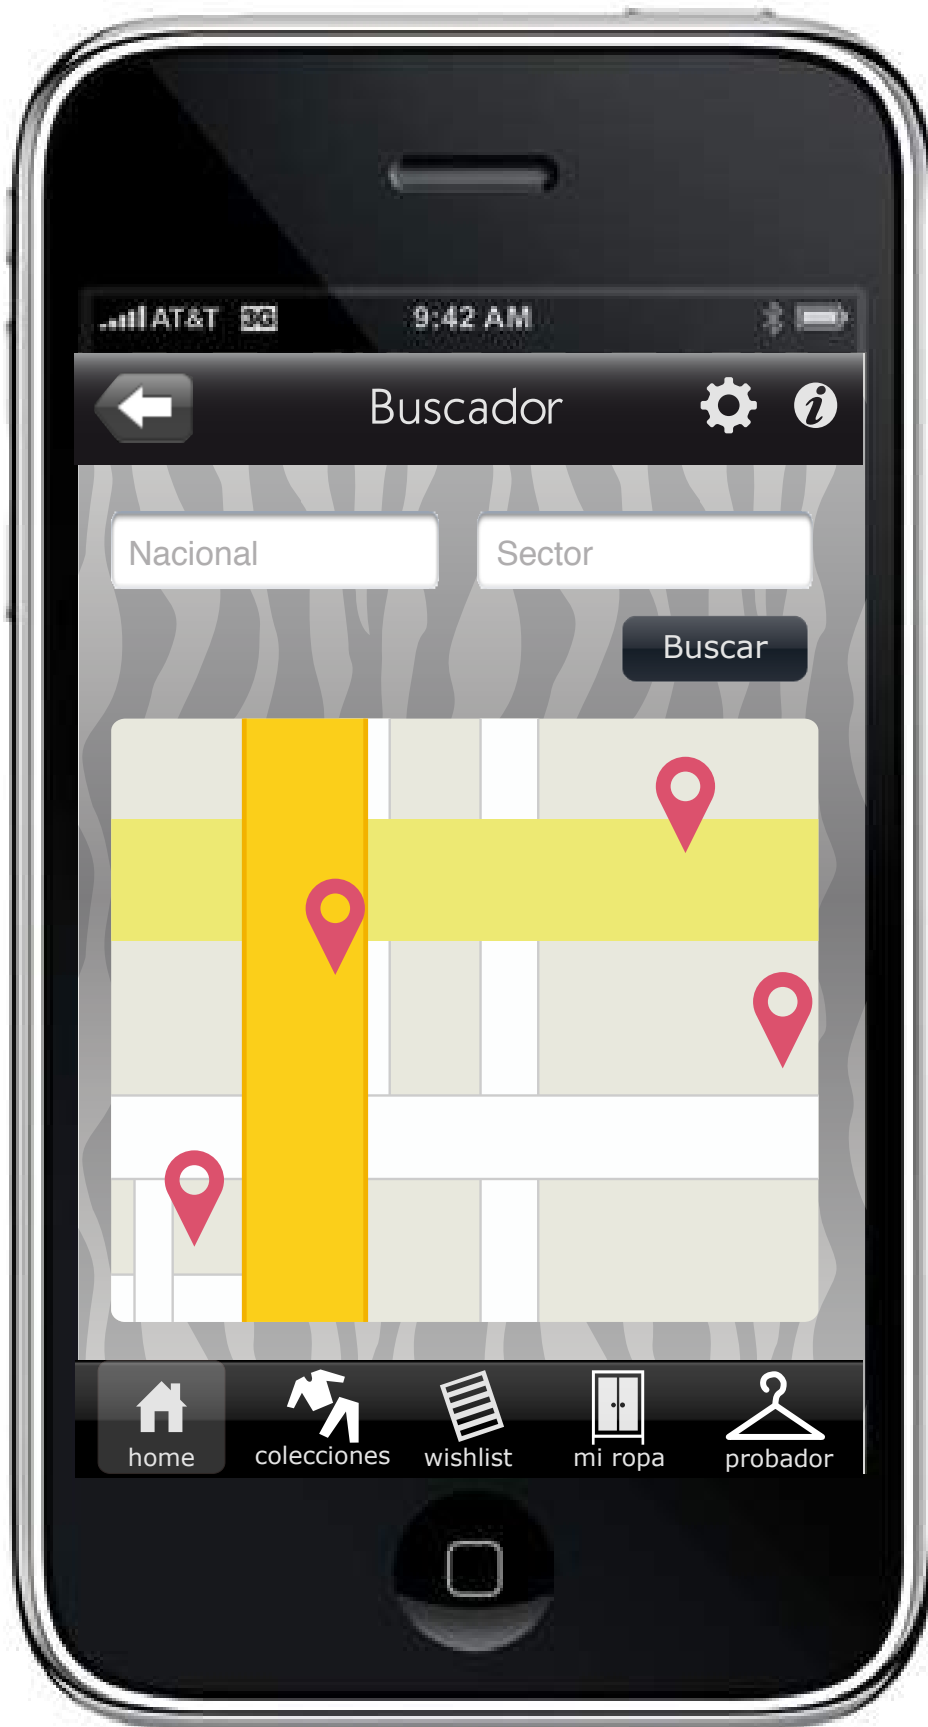 AT&T 3G 9:42 AM
Buscador
Nacional Sector
Buscar
home colecciones wishlist mi ropa probador